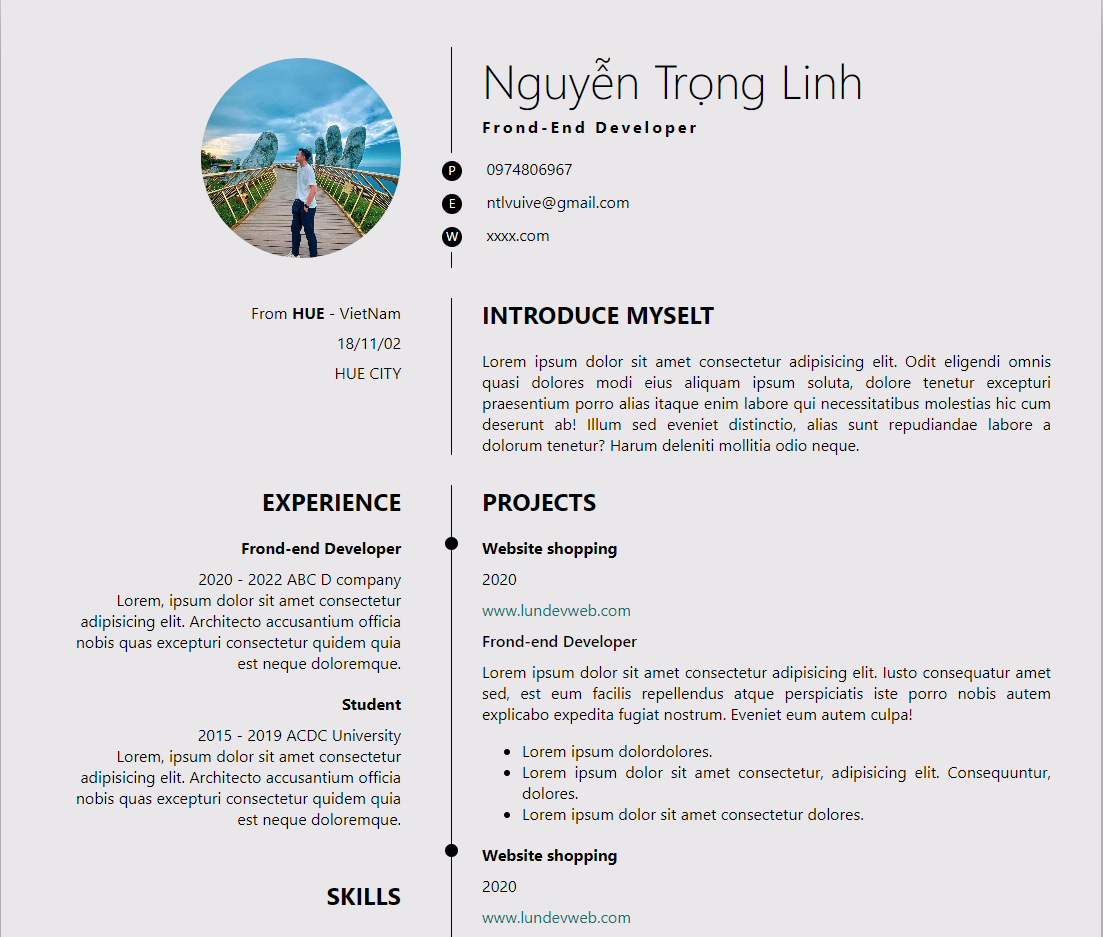 Nguyễn Trọng Linh
Frond-End Developer
P 0974806967
E ntlvuive@gmail.com
W xxxx.com
From HUE - VietNam
18/11/02
HUE CITY
INTRODUCE MYSELT
Lorem ipsum dolor sit amet consectetur adipisicing elit. Odit eligendi omnis
quasi dolores modi eius aliquam ipsum soluta, dolore tenetur excepturi
praesentium porro alias itaque enim labore qui necessitatibus molestias hic cum
deserunt ab! Illum sed eveniet distinctio, alias sunt repudiandae labore a
dolorum tenetur? Harum deleniti mollitia odio neque.
EXPERIENCE
Frond-end Developer
2020 - 2022 ABC D company
Lorem, ipsum dolor sit amet consectetur
adipisicing elit. Architecto accusantium officia
nobis quas excepturi consectetur quidem quia
est neque doloremque.
Student
2015 - 2019 ACDC University
Lorem, ipsum dolor sit amet consectetur
adipisicing elit. Architecto accusantium officia
nobis quas excepturi consectetur quidem quia
est neque doloremque.
SKILLS
PROJECTS
Website shopping
2020
www.lundevweb.com
Frond-end Developer
Lorem ipsum dolor sit amet consectetur adipisicing elit. Iusto consequatur amet
sed, est eum facilis repellendus atque perspiciatis iste porro nobis autem
explicabo expedita fugiat nostrum. Eveniet eum autem culpa!
• Lorem ipsum dolordolores.
• Lorem ipsum dolor sit amet consectetur, adipisicing elit. Consequuntur,
dolores.
• Lorem ipsum dolor sit amet consectetur dolores.
Website shopping
2020
www.lundevweb.com